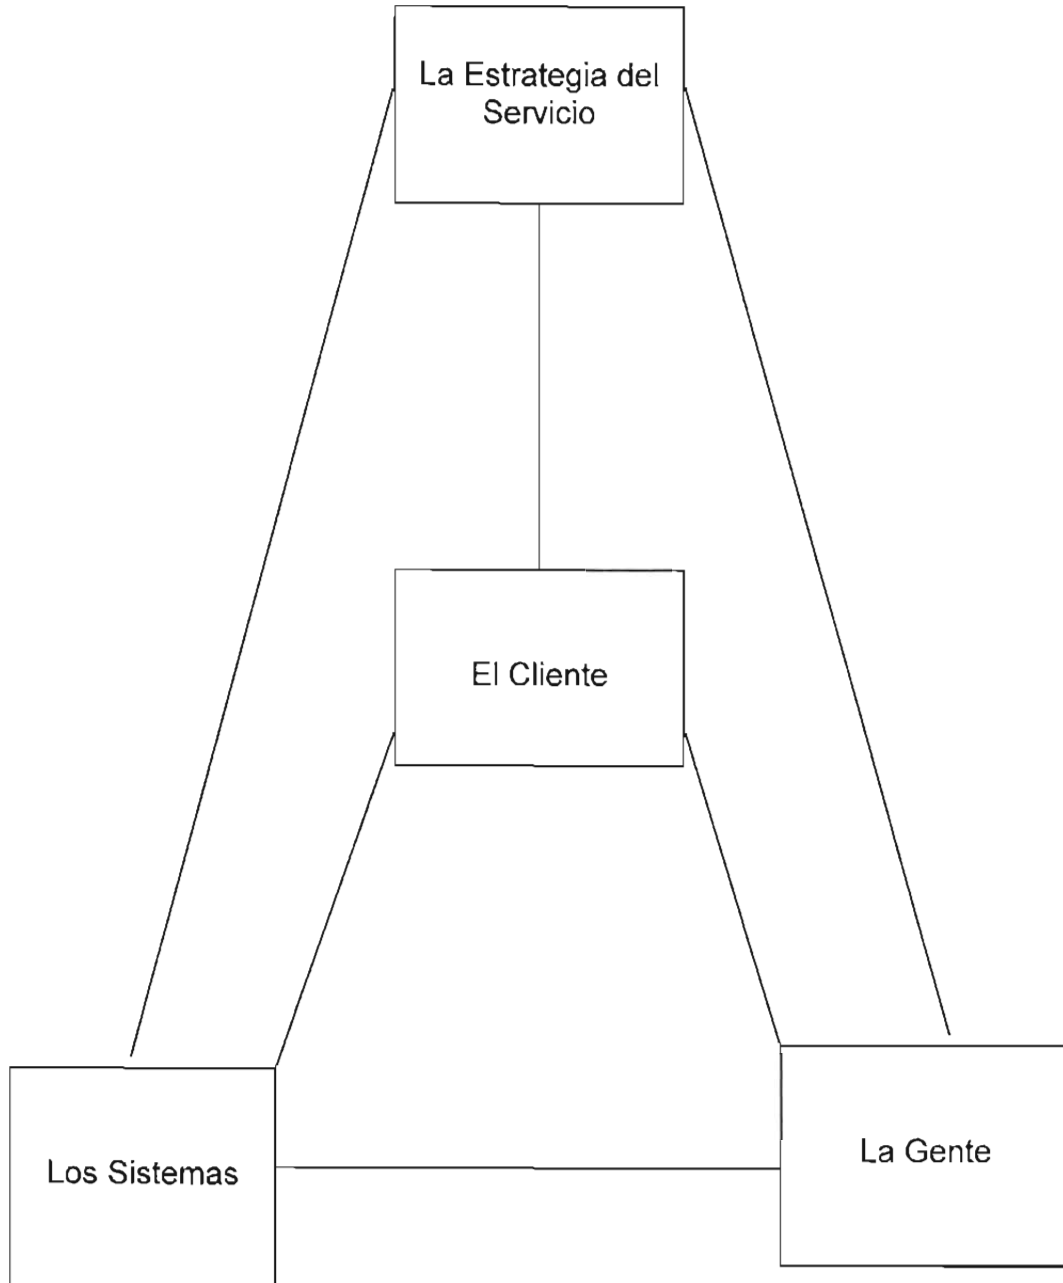 La Estrategia del
Servicio
El Cliente
Los Sistemas
La Gente